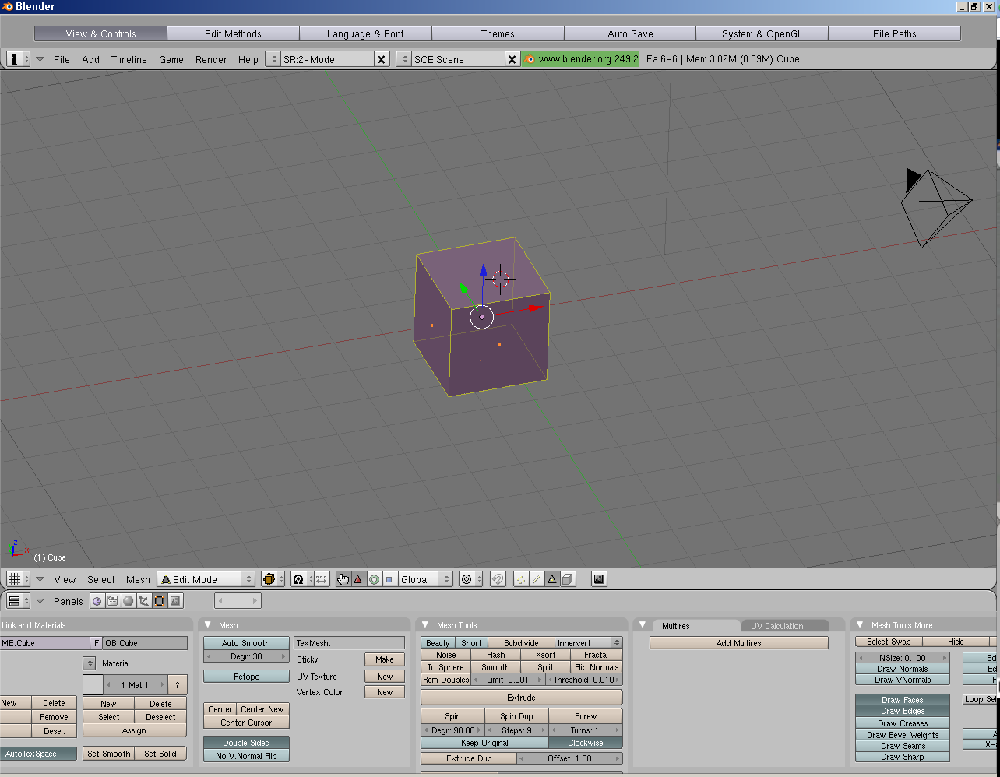 Blender
View & Controls Edit Methods Language & Font Themes Auto Save System & OpenGL File Paths
File Add Timeline Game Render Help SR:2-Model SCE:Scene www.blender.org 249.2 Fa:6-6 | Mem:3.02M (0.09M) Cube
z
x
(1) Cube
View Select Mesh Edit Mode Global
Panels 1
Link and Materials
ME:Cube F OB:Cube
Material
1 Mat 1 ?
New Delete New Delete
Remove Select Deselect
Desel. Assign
AutoTexSpace Set Smooth Set Solid
Mesh
Auto Smooth TexMesh:
Degr: 30 Sticky Make
Retopo UV Texture New
Vertex Color New
Center Center New
Center Cursor
Double Sided
No V.Normal Flip
Mesh Tools
Beauty Short Subdivide Innervert
Noise Hash Xsort Fractal
To Sphere Smooth Split Flip Normals
Rem Doubles Limit: 0.001 Threshold: 0.010
Extrude
Spin Spin Dup Screw
Degr: 90.00 Steps: 9 Turns: 1
Keep Original Clockwise
Extrude Dup Offset: 1.00
Multires UV Calculation
Add Multires
Mesh Tools More
Select Swap Hide
NSize: 0.100 Ed
Draw Normals Ed
Draw VNormals F
Draw Faces Loop Sel
Draw Edges
Draw Creases
Draw Bevel Weights
Draw Seams X-
Draw Sharp